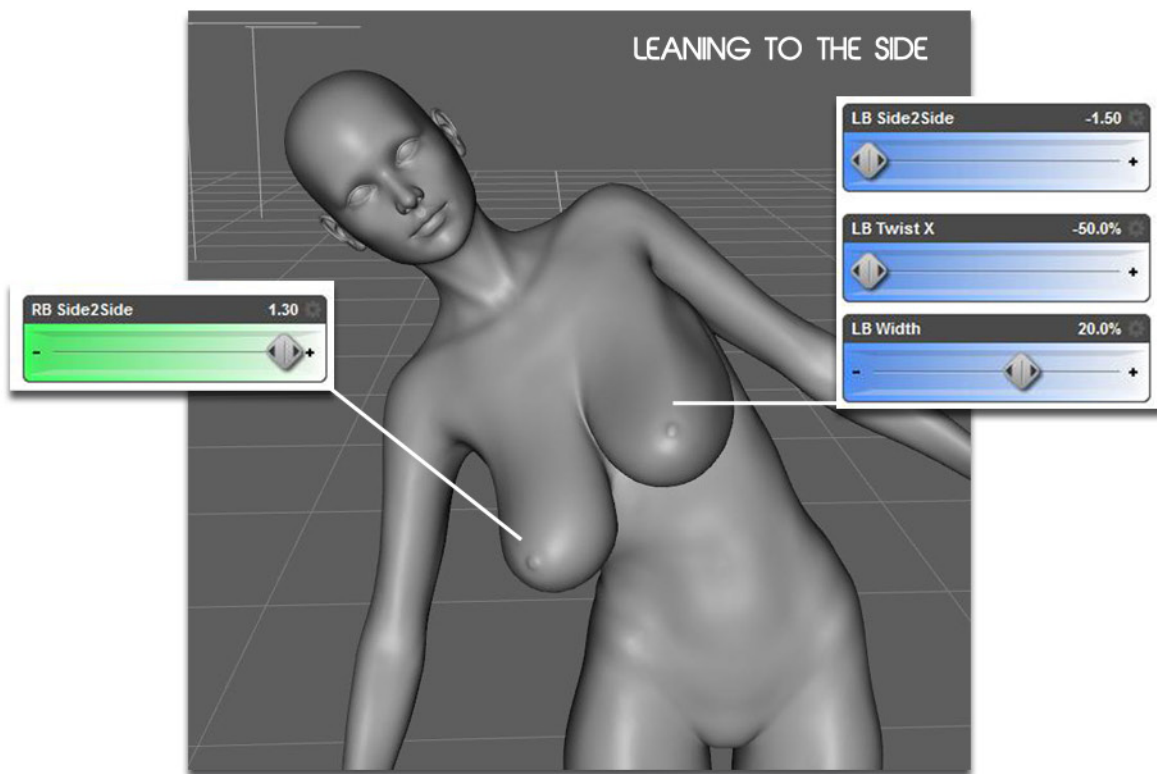 LEANING TO THE SIDE
LB Side2Side -1.50
+
LB Twist X -50.0%
+
RB Side2Side 1.30
- +
LB Width 20.0%
- +